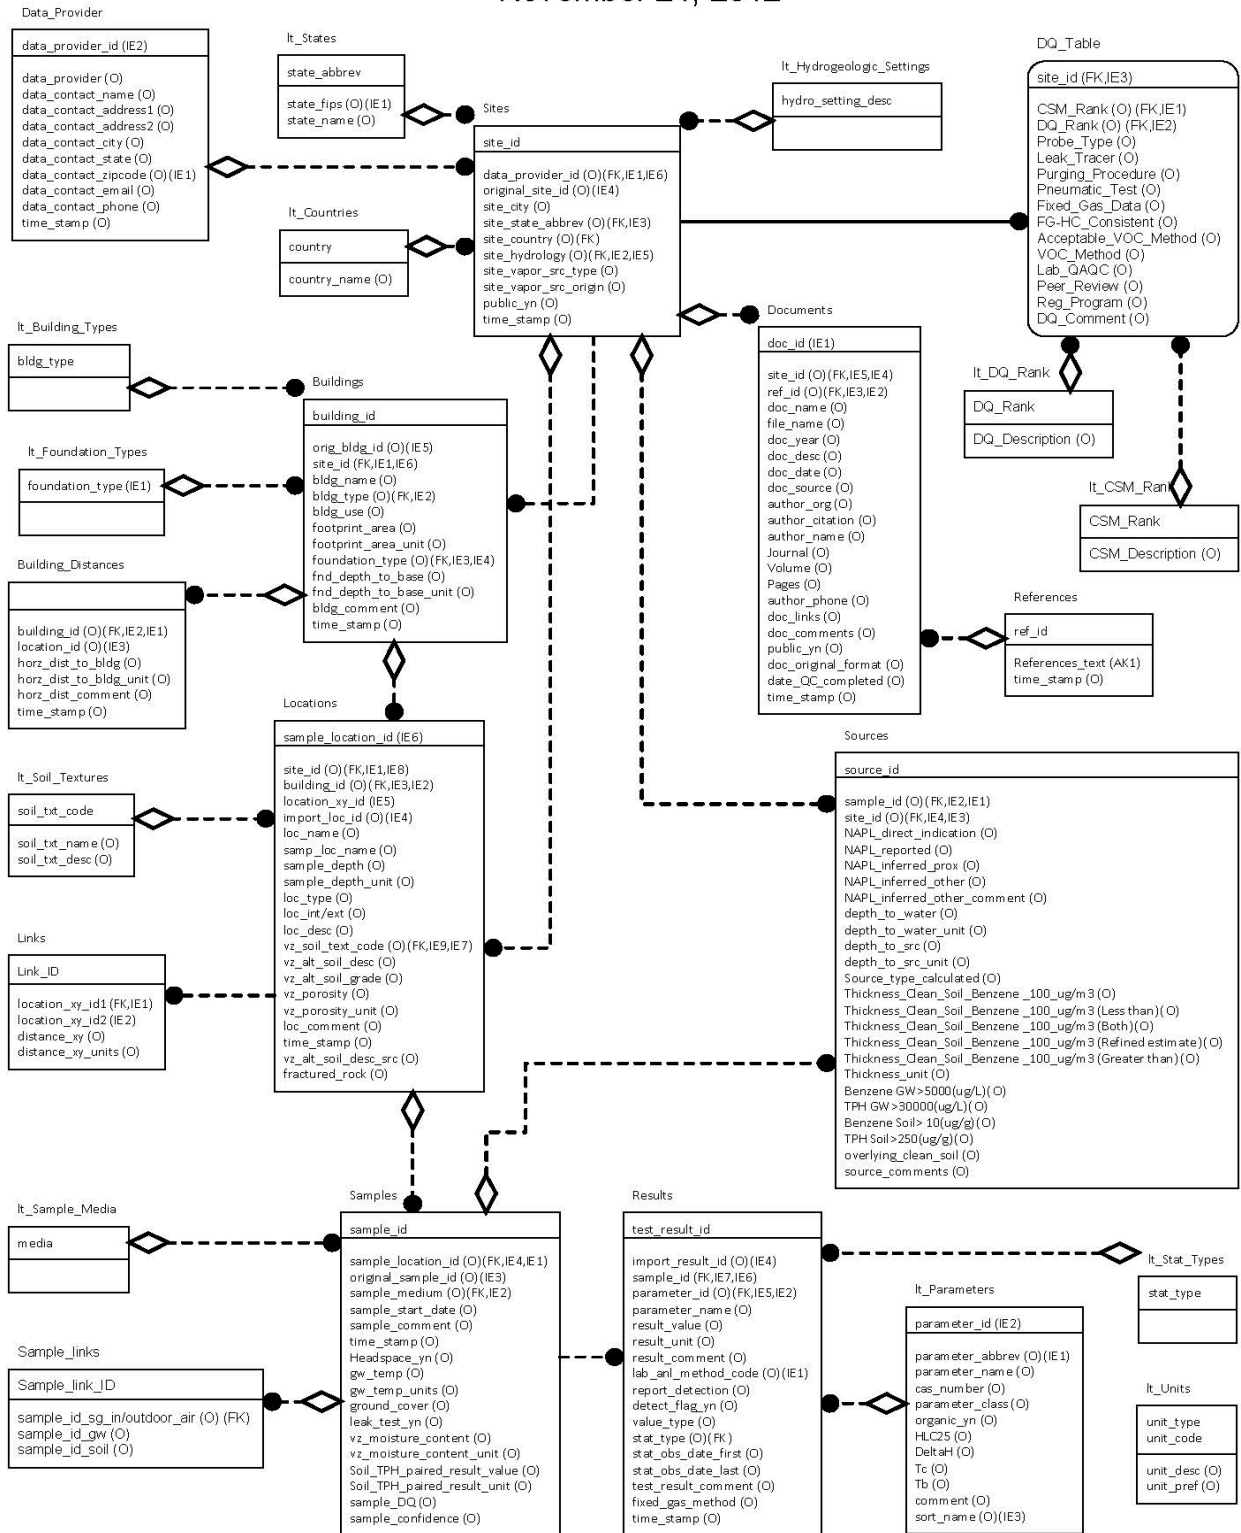 Data_Provider
data_provider_id (IE2)
data_provider (O)
data_contact_name (O)
data_contact_address1 (O)
data_contact_address2 (O)
data_contact_city (O)
data_contact_state (O)
data_contact_zipcode (O)(IE1)
data_contact_email (O)
data_contact_phone (O)
time_stamp (O)
lt_States
state_abbrev
state_fips (O)(IE1)
state_name (O)
lt_Countries
country
country_name (O)
Sites
site_id
data_provider_id (O)(FK,IE1,IE6)
original_site_id (O)(IE4)
site_city (O)
site_state_abbrev (O)(FK,IE3)
site_country (O)(FK)
site_hydrology (O)(FK,IE2,IE5)
site_vapor_src_type (O)
site_vapor_src_origin (O)
public_yn (O)
time_stamp (O)
lt_Hydrogeologic_Settings
hydro_setting_desc
DQ_Table
site_id (FK,IE3)
CSM_Rank (O) (FK,IE1)
DQ_Rank (O) (FK,IE2)
Probe_Type (O)
Leak_Tracer (O)
Purging_Procedure (O)
Pneumatic_Test (O)
Fixed_Gas_Data (O)
FG-HC_Consistent (O)
Acceptable_VOC_Method (O)
VOC_Method (O)
Lab_QAQC (O)
Peer_Review (O)
Reg_Program (O)
DQ_Comment (O)
lt_DQ_Rank
DQ_Rank
DQ_Description (O)
CSM_Rank
CSM_Description (O)
lt_Building_Types
bldg_type
lt_Foundation_Types
foundation_type (IE1)
Building_Distances
building_id (O)(FK,IE2,IE1)
location_id (O)(IE3)
horz_dist_to_bldg (O)
horz_dist_to_bldg_unit (O)
horz_dist_comment (O)
time_stamp (O)
Buildings
building_id
orig_bldg_id (O)(IE5)
site_id (FK,IE1,IE6)
bldg_name (O)
bldg_type (O)(FK,IE2)
bldg_use (O)
footprint_area (O)
footprint_area_unit (O)
foundation_type (O)(FK,IE3,IE4)
fnd_depth_to_base (O)
fnd_depth_to_base_unit (O)
bldg_comment (O)
time_stamp (O)
Documents
doc_id (IE1)
site_id (O)(FK,IE5,IE4)
ref_id (O)(FK,IE3,IE2)
doc_name (O)
file_name (O)
doc_year (O)
doc_desc (O)
doc_date (O)
doc_source (O)
author_org (O)
author_citation (O)
author_name (O)
Journal (O)
Volume (O)
Pages (O)
author_phone (O)
doc_links (O)
doc_comments (O)
public_yn (O)
doc_original_format (O)
date_QC_completed (O)
time_stamp (O)
References
ref_id
References_text (AK1)
time_stamp (O)
lt_Soil_Textures
soil_txt_code
soil_txt_name (O)
soil_txt_desc (O)
Links
Link_ID
location_xy_id1 (FK,IE1)
location_xy_id2 (IE2)
distance_xy (O)
distance_xy_units (O)
Locations
sample_location_id (IE6)
site_id (O)(FK,IE1,IE8)
building_id (O)(FK,IE3,IE2)
location_xy_id (IE5)
import_loc_id (O)(IE4)
loc_name (O)
samp_loc_name (O)
sample_depth (O)
sample_depth_unit (O)
loc_type (O)
loc_int/ext (O)
loc_desc (O)
vz_soil_text_code (O)(FK,IE9,IE7)
vz_alt_soil_desc (O)
vz_alt_soil_grade (O)
vz_porosity (O)
vz_porosity_unit (O)
loc_comment (O)
time_stamp (O)
vz_alt_soil_desc_src (O)
fractured_rock (O)
Sources
source_id
sample_id (O)(FK,IE2,IE1)
site_id (O)(FK,IE4,IE3)
NAPL_direct_indication (O)
NAPL_reported (O)
NAPL_inferred_prox (O)
NAPL_inferred_other (O)
NAPL_inferred_other_comment (O)
depth_to_water (O)
depth_to_water_unit (O)
depth_to_src (O)
depth_to_src_unit (O)
Source_type_calculated (O)
Thickness_Clean_Soil_Benzene _100_ug/m3 (O)
Thickness_Clean_Soil_Benzene _100_ug/m3 (Less than)(O)
Thickness_Clean_Soil_Benzene _100_ug/m3 (Both)(O)
Thickness_Clean_Soil_Benzene _100_ug/m3 (Refined estimate)(O)
Thickness_Clean_Soil_Benzene _100_ug/m3 (Greater than)(O)
Thickness_unit (O)
Benzene GW>5000(ug/L)(O)
TPH GW>30000(ug/L)(O)
Benzene Soil> 10(ug/g)(O)
TPH Soil>250(ug/g)(O)
overlying_clean_soil (O)
source_comments (O)
lt_Sample_Media
media
Sample_links
Sample_link_ID
sample_id_sg_in/outdoor_air (O) (FK)
sample_id_gw (O)
sample_id_soil (O)
Samples
sample_id
sample_location_id (O)(FK,IE4,IE1)
original_sample_id (O)(IE3)
sample_medium (O)(FK,IE2)
sample_start_date (O)
sample_comment (O)
time_stamp (O)
Headspace_yn (O)
gw_temp (O)
gw_temp_units (O)
ground_cover (O)
leak_test_yn (O)
vz_moisture_content (O)
vz_moisture_content_unit (O)
Soil_TPH_paired_result_value (O)
Soil_TPH_paired_result_unit (O)
sample_DQ (O)
sample_confidence (O)
Results
test_result_id
import_result_id (O)(IE4)
sample_id (FK,IE7,IE6)
parameter_id (O)(FK,IE5,IE2)
parameter_name (O)
result_value (O)
result_unit (O)
result_comment (O)
lab_anl_method_code (O)(IE1)
report_detection (O)
detect_flag_yn (O)
value_type (O)
stat_type (O)(FK)
stat_obs_date_first (O)
stat_obs_date_last (O)
test_result_comment (O)
fixed_gas_method (O)
time_stamp (O)
lt_Parameters
parameter_id (IE2)
parameter_abbrev (O)(IE1)
parameter_name (O)
cas_number (O)
parameter_class (O)
organic_yn (O)
HLC25 (O)
DeltaH (O)
Tc (O)
Tb (O)
comment (O)
sort_name (O)(IE3)
lt_Stat_Types
stat_type
lt_Units
unit_type
unit_code
unit_desc (O)
unit_pref (O)